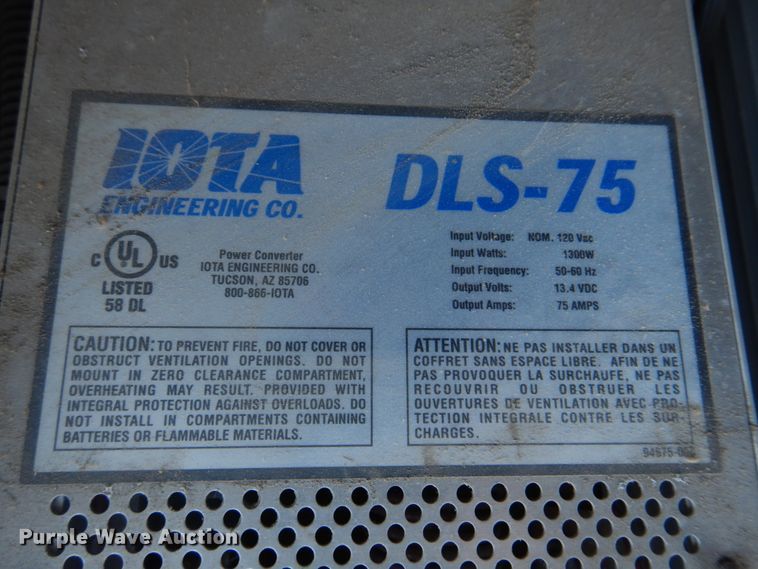 IOTA
ENGINEERING CO.
DLS-75
C UL US
LISTED
58 DL
Power Converter
IOTA ENGINEERING CO.
TUCSON, AZ 85706
800-866-IOTA
Input Voltage: NOM. 120 Vac
Input Watts: 1300W
Input Frequency: 50-60 Hz
Output Volts: 13.4 VDC
Output Amps: 75 AMPS
CAUTION: TO PREVENT FIRE, DO NOT COVER OR
OBSTRUCT VENTILATION OPENINGS. DO NOT
MOUNT IN ZERO CLEARANCE COMPARTMENT,
OVERHEATING MAY RESULT. PROVIDED WITH
INTEGRAL PROTECTION AGAINST OVERLOADS. DO
NOT INSTALL IN COMPARTMENTS CONTAINING
BATTERIES OR FLAMMABLE MATERIALS.
ATTENTION: NE PAS INSTALLER DANS UN
COFFRET SANS ESPACE LIBRE. AFIN DE NE
PAS PROVOQUER LA SURCHAUFE, NE PAS
RECOUVRIR OU OBSTRUER LES
OUVERTURES DE VENTILATION AVEC PRO-
TECTION INTEGRALE CONTRE LES SUR-
CHARGES.
Purple Wave Auction